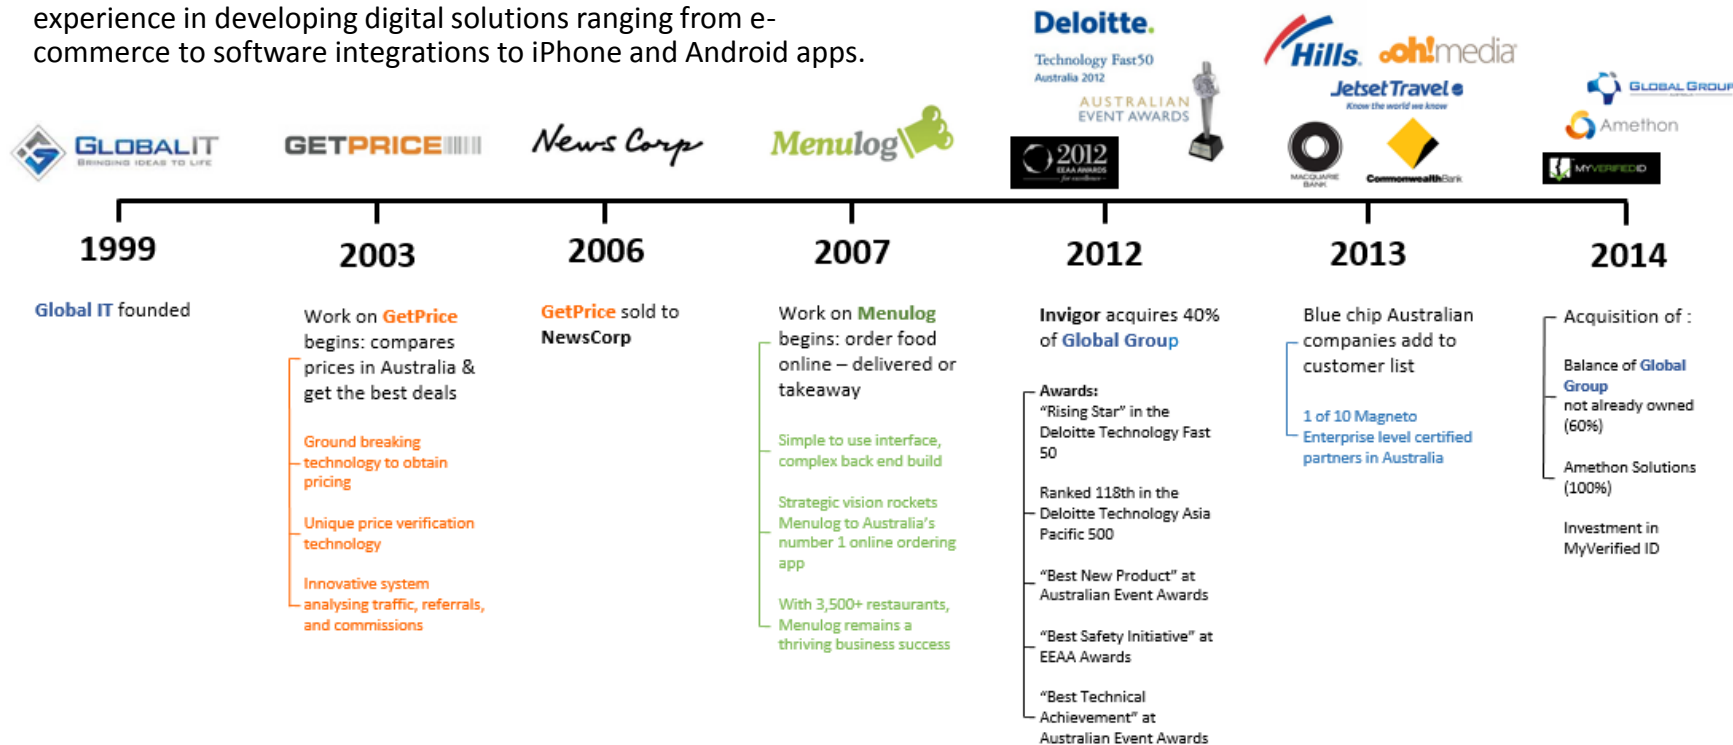 experience in developing digital solutions ranging from e-
commerce to software integrations to iPhone and Android apps.
GLOBALIT
BRINGING IDEAS TO LIFE
GETPRICE
News Corp
Menulog
Deloitte.
Technology Fast50
Australia 2012
AUSTRALIAN
EVENT AWARDS
2012
EEAA AWARDS
for excellence
Hills
oh!media
Jetset Travel
Know the world we know
MACQUARIE
BANK
CommonwealthBank
GLOBAL GROUP
Amethon
MYVERIFIEDID
1999
Global IT founded
2003
Work on GetPrice
begins: compares
prices in Australia &
get the best deals
Ground breaking
technology to obtain
pricing
Unique price verification
technology
Innovative system
analysing traffic, referrals,
and commissions
2006
GetPrice sold to
NewsCorp
2007
Work on Menulog
begins: order food
online – delivered or
takeaway
Simple to use interface,
complex back end build
Strategic vision rockets
Menulog to Australia's
number 1 online ordering
app
With 3,500+ restaurants,
Menulog remains a
thriving business success
2012
Invigor acquires 40%
of Global Group
Awards:
“Rising Star” in the
Deloitte Technology Fast
50
Ranked 118th in the
Deloitte Technology Asia
Pacific 500
“Best New Product” at
Australian Event Awards
“Best Safety Initiative” at
EEAA Awards
“Best Technical
Achievement” at
Australian Event Awards
2013
Blue chip Australian
companies add to
customer list
1 of 10 Magneto
Enterprise level certified
partners in Australia
2014
Acquisition of :
Balance of Global
Group
not already owned
(60%)
Amethon Solutions
(100%)
Investment in
MyVerified ID